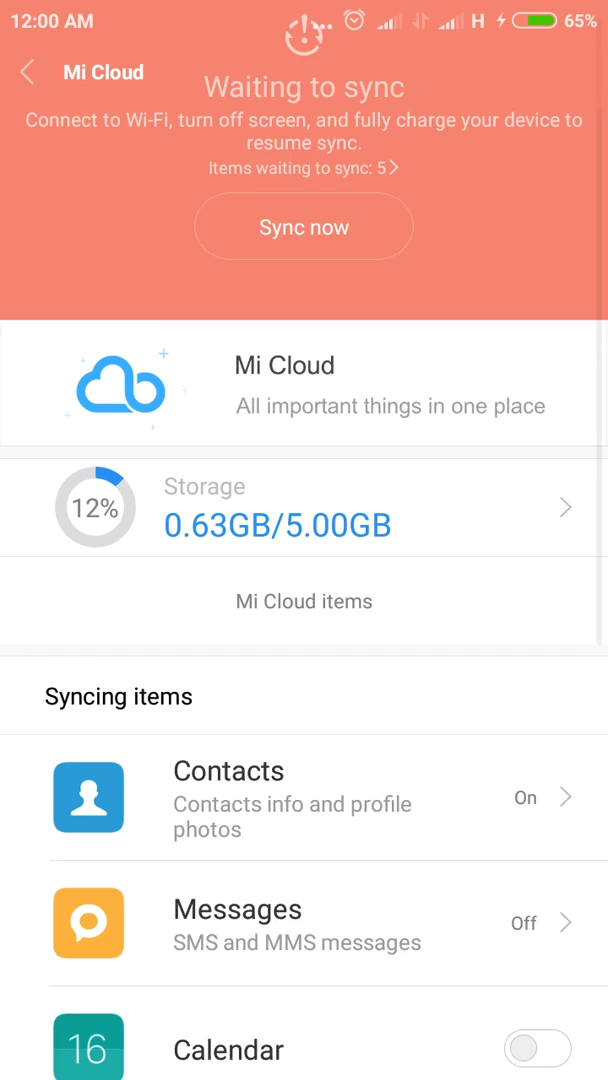 12:00 AM H 65%
Mi Cloud
Waiting to sync
Connect to Wi-Fi, turn off screen, and fully charge your device to
resume sync.
Items waiting to sync: 5
Sync now
Mi Cloud
All important things in one place
12%
Storage
0.63GB/5.00GB
Mi Cloud items
Syncing items
Contacts
Contacts info and profile
photos
On
Messages
SMS and MMS messages
Off
16
Calendar